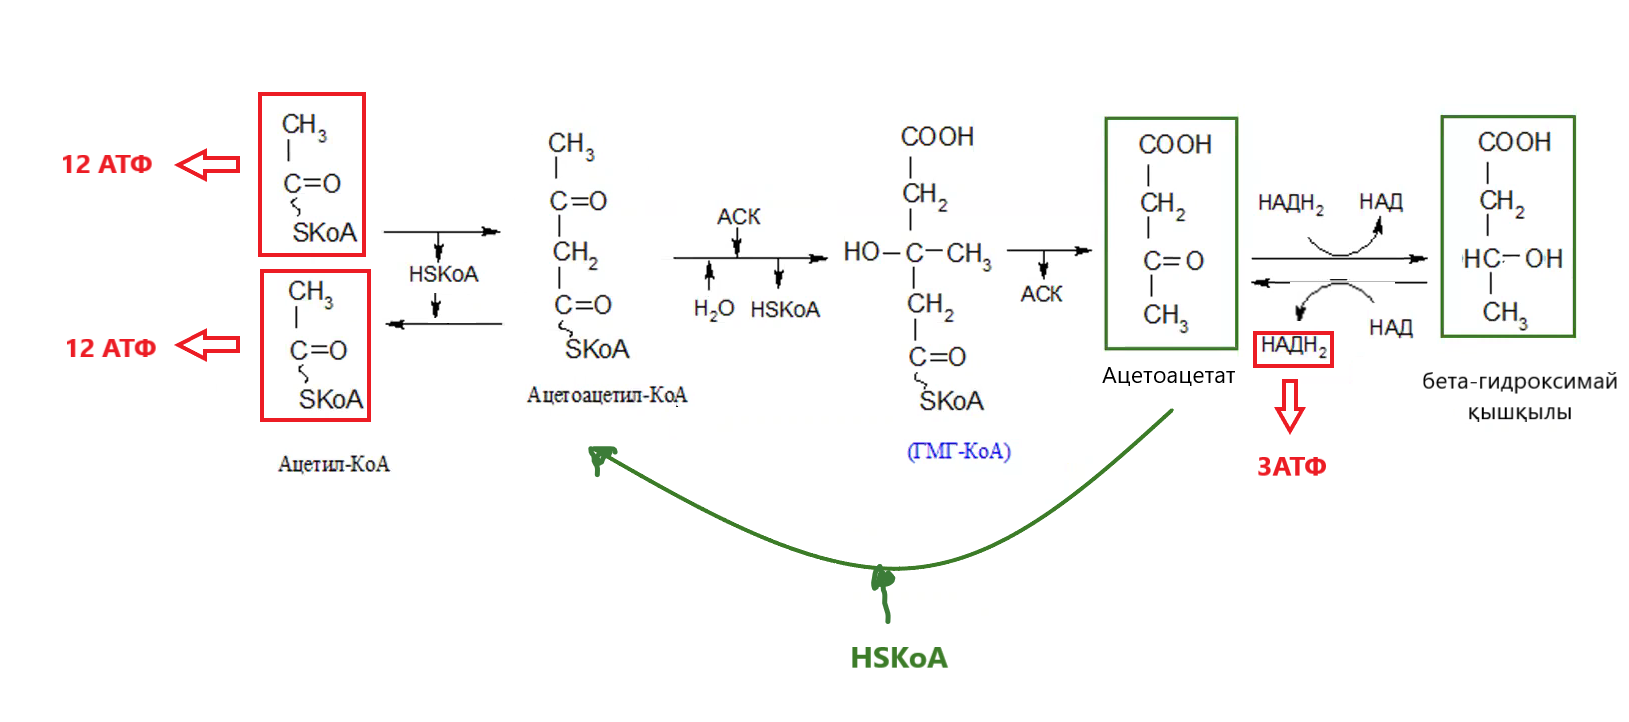 12 АТФ
CH3
C=O
SKoA
12 АТФ
CH3
C=O
SKoA
Ацетил-КоА
HSKoA
CH3
C=O
CH2
C=O
SKoA
Ацетоацетил-КоА
АСК
H2O
HSKoA
COOH
CH2
HO–C–CH3
CH2
C=O
SKoA
(ГМГ-КоА)
АСК
COOH
CH2
C=O
CH3
Ацетоацетат
НАДН2
НАД
НАДН2
НАД
3АТФ
COOH
CH2
HC–OH
CH3
бета-гидроксимай
қышқылы
HSKoA